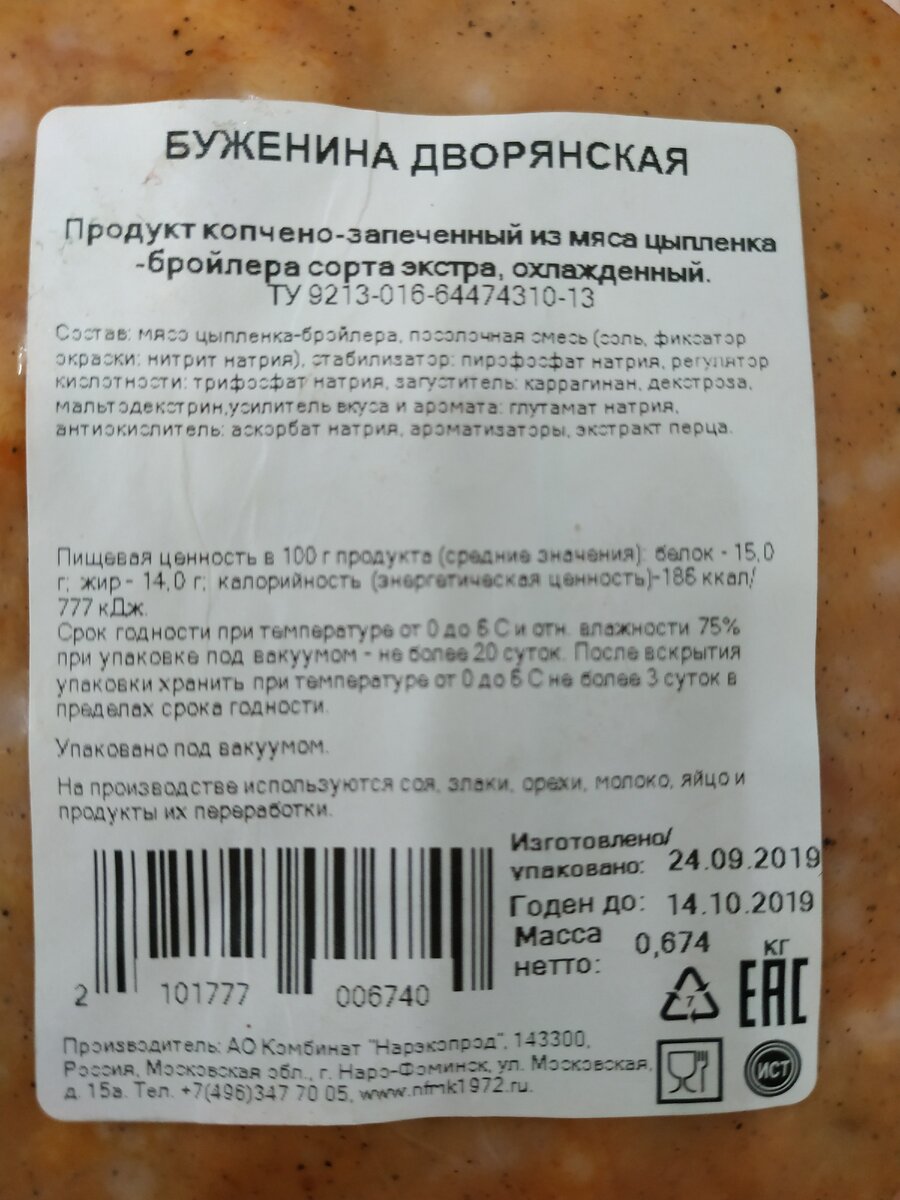 БУЖЕНИНА ДВОРЯНСКАЯ
Продукт копчено-запеченный из мяса цыпленка
-бройлера сорта экстра, охлажденный.
ТУ 9213-016-64474310-13
Состав: мясо цыпленка-бройлера, посолочная смесь (соль, фиксатор
окраски: нитрит натрия), стабилизатор: пирофосфат натрия, регулятор
кислотности: трифосфат натрия, загуститель: каррагинан, декстроза,
мальтодекстрин,усилитель вкуса и аромата: глутамат натрия,
антиокислитель: аскорбат натрия, ароматизаторы, экстракт перца.
Пищевая ценность в 100 г продукта (средние значения): белок - 15,0
г; жир - 14,0 г; калорийность (энергетическая ценность)-186 ккал/
777 кДж.
Срок годности при температуре от 0 до 6 С и отн. влажности 75%
при упаковке под вакуумом - не более 20 суток. После вскрытия
упаковки хранить при температуре от 0 до 6 С не более 3 суток в
пределах срока годности.
Упаковано под вакуумом.
На производстве используются соя, злаки, орехи, молоко, яйцо и
продукты их переработки.
Изготовлено/
упаковано: 24.09.2019
Годен до: 14.10.2019
Масса
нетто: 0,674 кг
2 101777 006740
7
EAC
Производитель: АО Комбинат "Нарэкопрод", 143300,
Россия, Московская обл., г. Наро-Фоминск, ул. Московская,
д. 15а. Тел. +7(496)347 70 05, www.nfmk1972.ru.
ИСТ